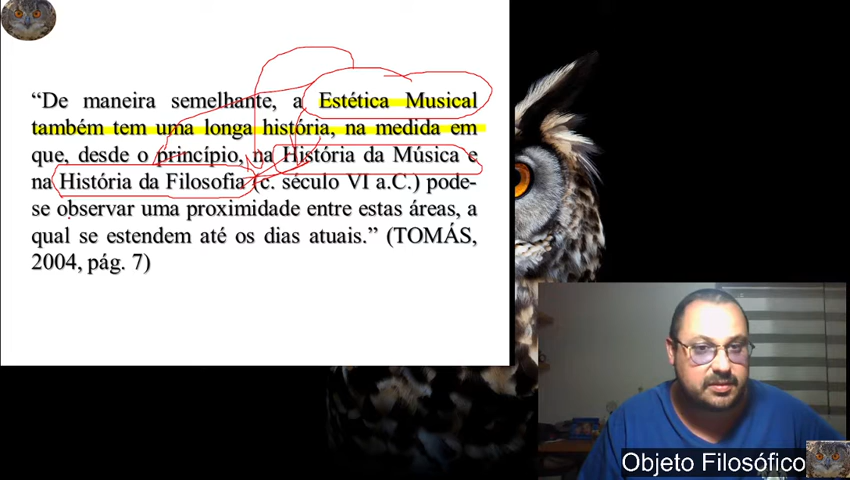 “De maneira semelhante, a Estética Musical
também tem uma longa história, na medida em
que, desde o princípio, na História da Música e
na História da Filosofia (c. século VI a.C.) pode-
se observar uma proximidade entre estas áreas, a
qual se estendem até os dias atuais.” (TOMÁS,
2004, pág. 7)
Objeto Filosófico